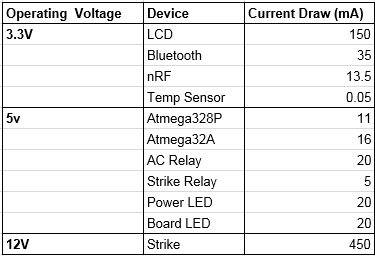 Operating Voltage Device Current Draw (mA)
3.3V LCD 150
Bluetooth 35
nRF 13.5
Temp Sensor 0.05
5v Atmega328P 11
Atmega32A 16
AC Relay 20
Strike Relay 5
Power LED 20
Board LED 20
12V Strike 450